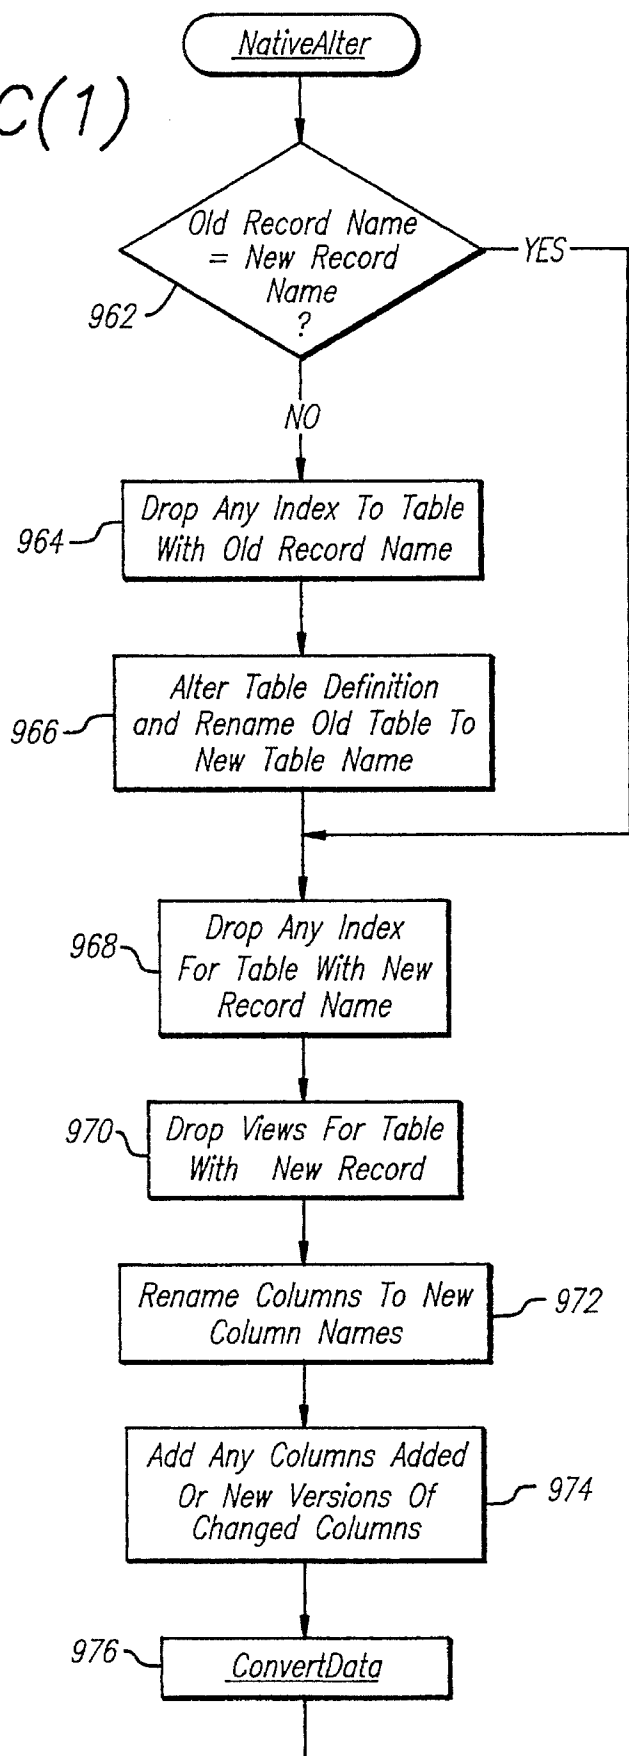 NativeAlter
C(1)
Old Record Name
= New Record
Name
?
YES
962
NO
Drop Any Index To Table
With Old Record Name
964
Alter Table Definition
and Rename Old Table To
New Table Name
966
Drop Any Index
For Table With New
Record Name
968
Drop Views For Table
With New Record
970
Rename Columns To New
Column Names
972
Add Any Columns Added
Or New Versions Of
Changed Columns
974
976
ConvertData